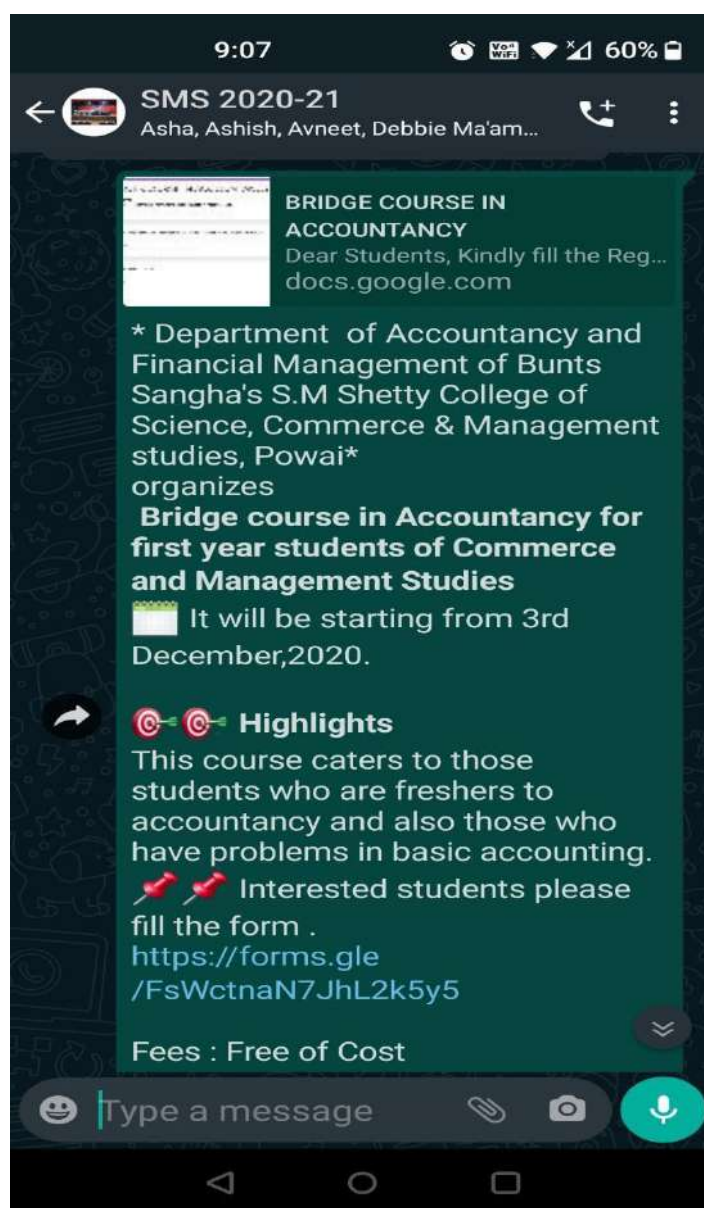 9:07
Vo))
WiFi
60%
SMS 2020-21
Asha, Ashish, Avneet, Debbie Ma'am...
BRIDGE COURSE IN
ACCOUNTANCY
Dear Students, Kindly fill the Reg...
docs.google.com
* Department of Accountancy and
Financial Management of Bunts
Sangha's S.M Shetty College of
Science, Commerce & Management
studies, Powai*
organizes
Bridge course in Accountancy for
first year students of Commerce
and Management Studies
It will be starting from 3rd
December,2020.
Highlights
This course caters to those
students who are freshers to
accountancy and also those who
have problems in basic accounting.
Interested students please
fill the form .
https://forms.gle
/FsWctnaN7JhL2k5y5
Fees : Free of Cost
Type a message